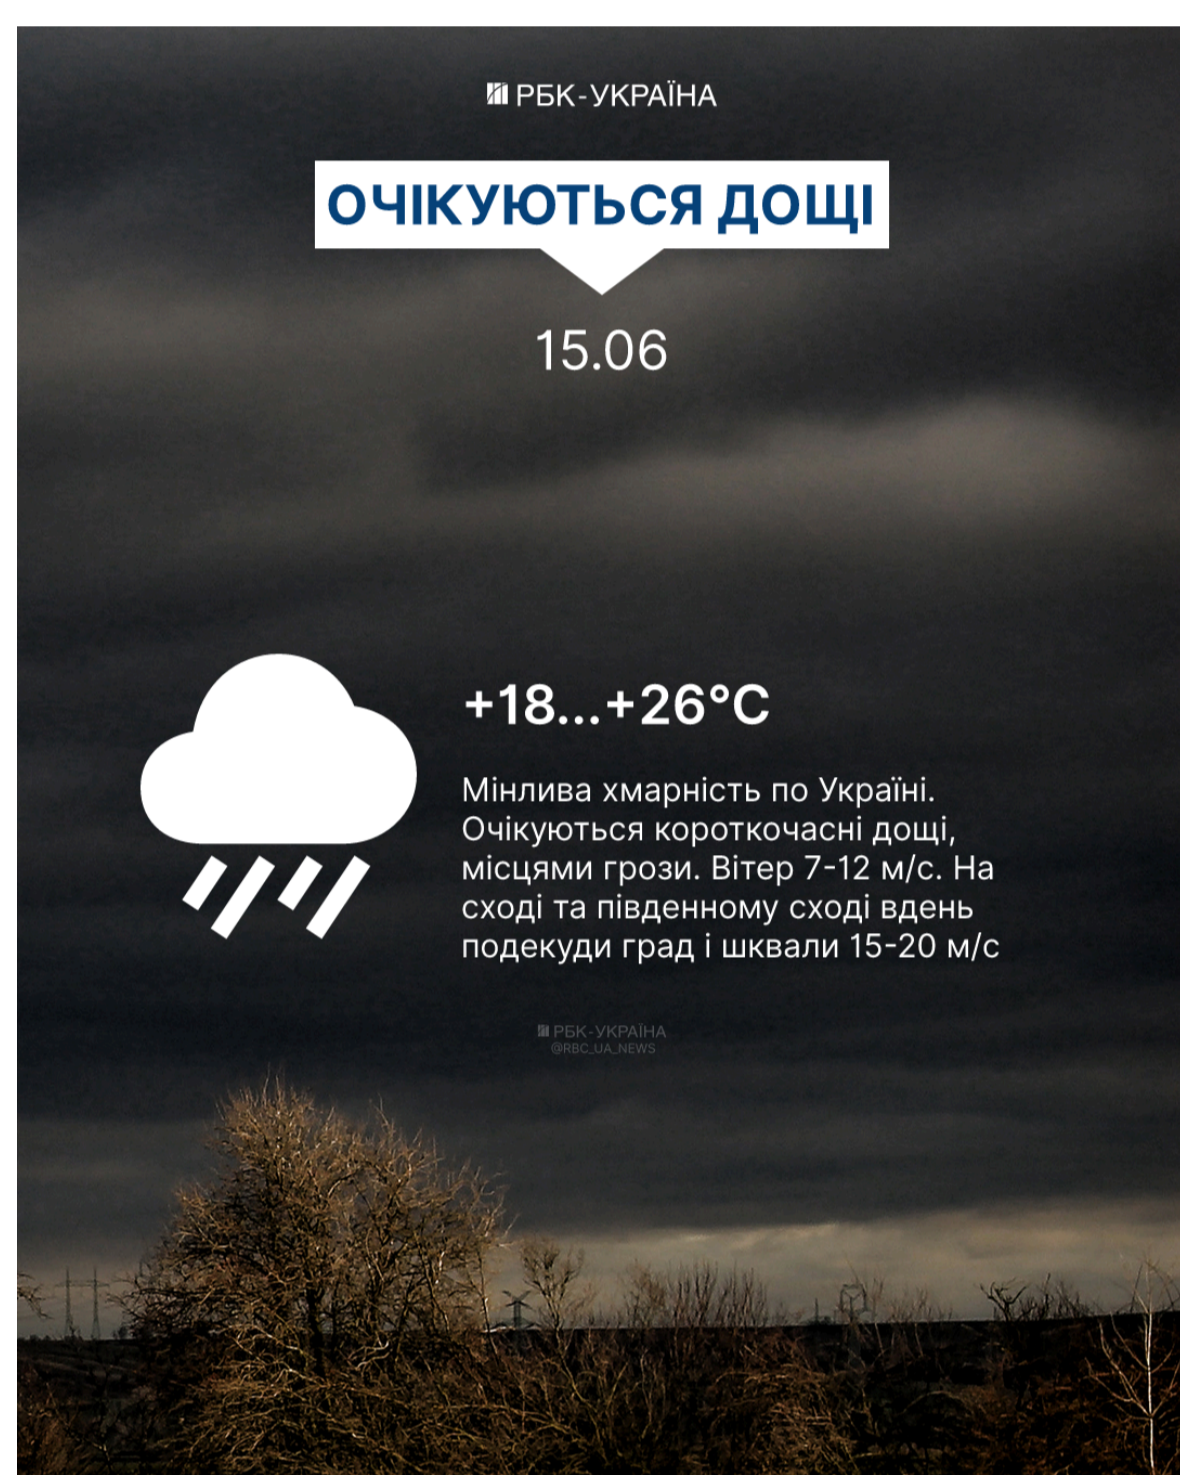 РБК-УКРАЇНА
ОЧІКУЮТЬСЯ ДОЩІ
15.06
+18...+26°C
Мінлива хмарність по Україні.
Очікуються короткочасні дощі,
місцями грози. Вітер 7-12 м/с. На
сході та південному сході вдень
подекуди град і шквали 15-20 м/с
РБК-УКРАЇНА
@RBC_UA_NEWS